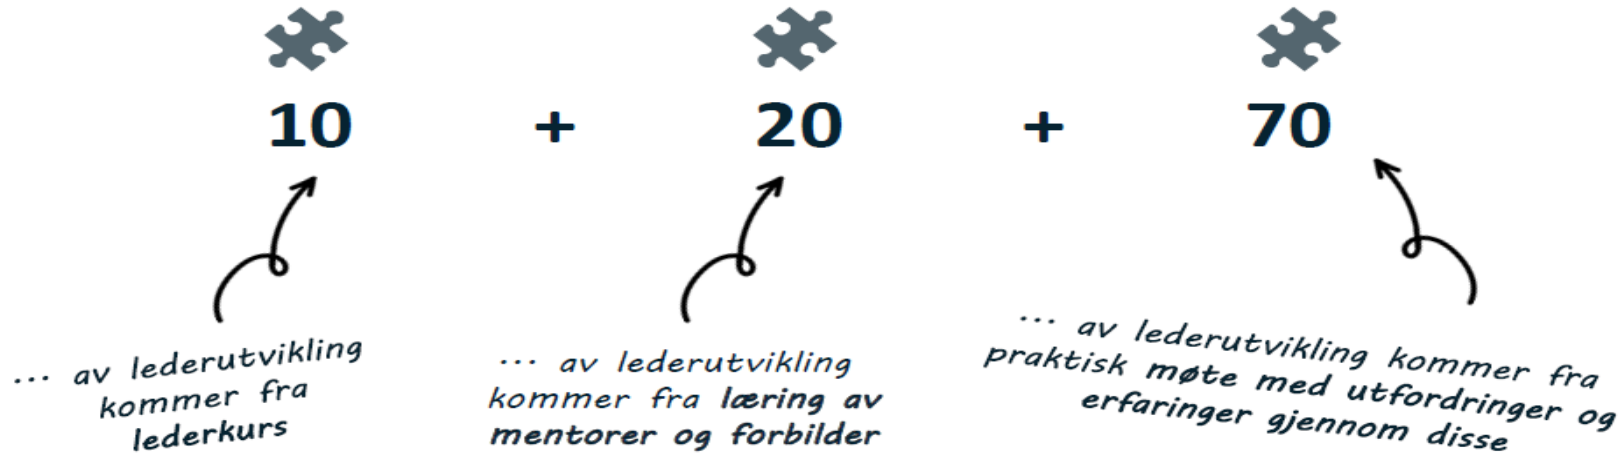 10 + 20 + 70
... av lederutvikling
kommer fra
lederkurs
... av lederutvikling
kommer fra læring av
mentorer og forbilder
... av lederutvikling kommer fra
praktisk møte med utfordringer og
erfaringer gjennom disse